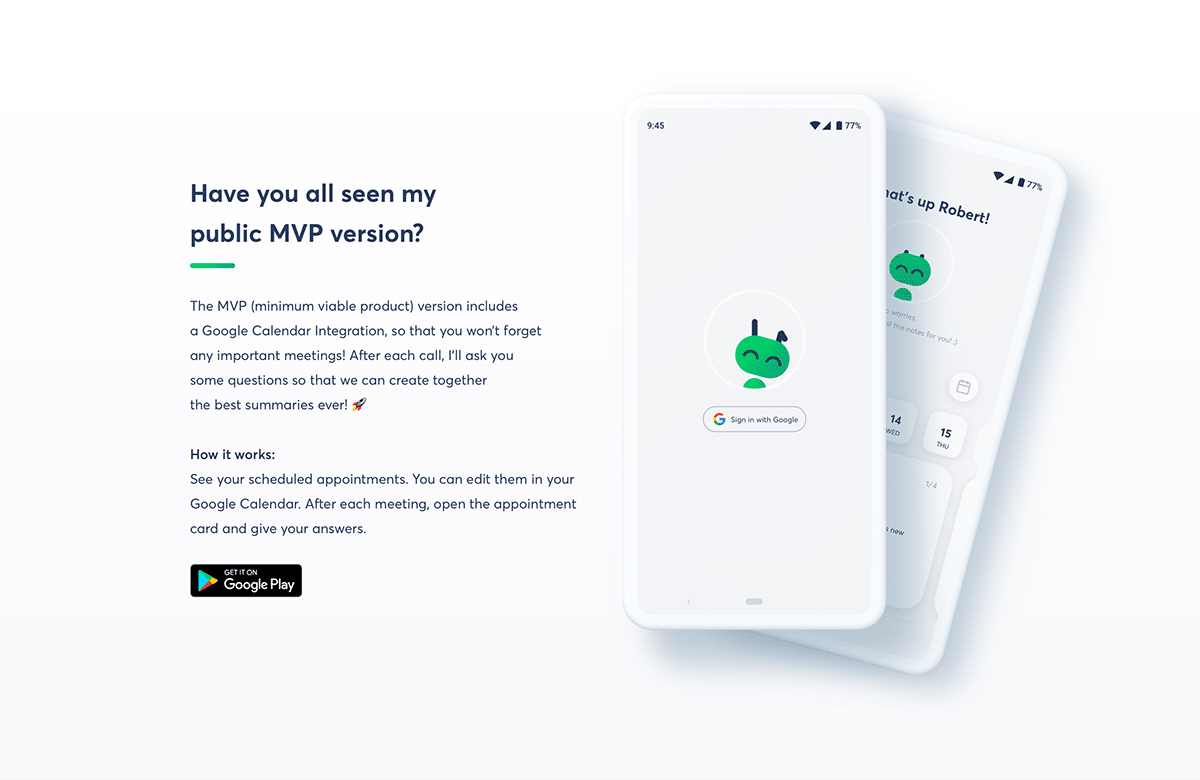 Have you all seen my
public MVP version?
The MVP (minimum viable product) version includes
a Google Calendar Integration, so that you won't forget
any important meetings! After each call, I'll ask you
some questions so that we can create together
the best summaries ever! 🚀
How it works:
See your scheduled appointments. You can edit them in your
Google Calendar. After each meeting, open the appointment
card and give your answers.
GET IT ON
Google Play
9:45
77%
Sign in with Google
77%
up Robert!
worries.
the notes for you! ;)
14
WED
15
THU
1/4
new